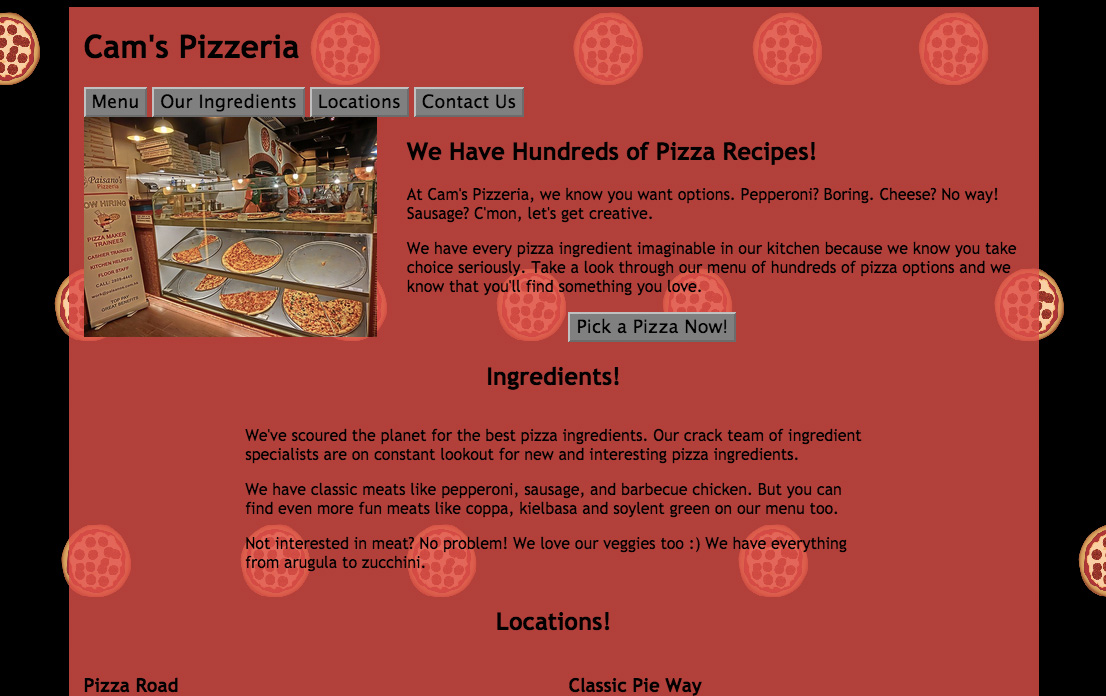 Cam's Pizzeria
Menu
Our Ingredients
Locations
Contact Us
Paisano's
Pizzeria
OW HIRING
PIZZA MAKER
TRAINEES
CASHIER TRAINEES
KITCHEN HELPERS
FLOOR STAFF
TOP PAY
GREAT BENEFITS
We Have Hundreds of Pizza Recipes!
At Cam's Pizzeria, we know you want options. Pepperoni? Boring. Cheese? No way!
Sausage? C'mon, let's get creative.
We have every pizza ingredient imaginable in our kitchen because we know you take
choice seriously. Take a look through our menu of hundreds of pizza options and we
know that you'll find something you love.
Pick a Pizza Now!
Ingredients!
We've scoured the planet for the best pizza ingredients. Our crack team of ingredient
specialists are on constant lookout for new and interesting pizza ingredients.
We have classic meats like pepperoni, sausage, and barbecue chicken. But you can
find even more fun meats like coppa, kielbasa and soylent green on our menu too.
Not interested in meat? No problem! We love our veggies too :) We have everything
from arugula to zucchini.
Locations!
Pizza Road
Classic Pie Way